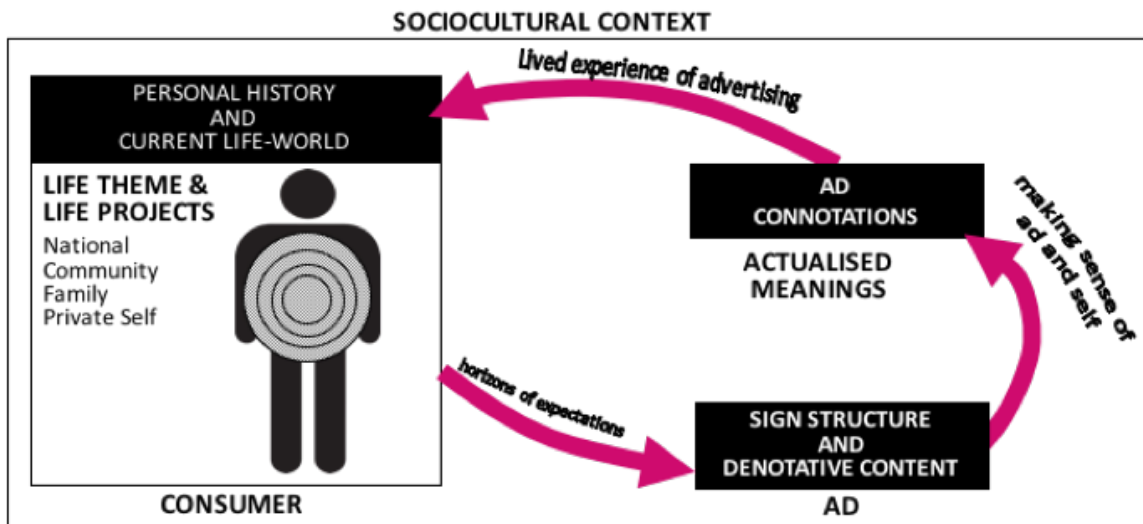 SOCIOCULTURAL CONTEXT
Lived experience of advertising
PERSONAL HISTORY
AND
CURRENT LIFE-WORLD
LIFE THEME &
LIFE PROJECTS
National
Community
Family
Private Self
CONSUMER
horizons of expectations
AD
CONNOTATIONS
ACTUALISED
MEANINGS
making sense of
ad and self
SIGN STRUCTURE
AND
DENOTATIVE CONTENT
AD